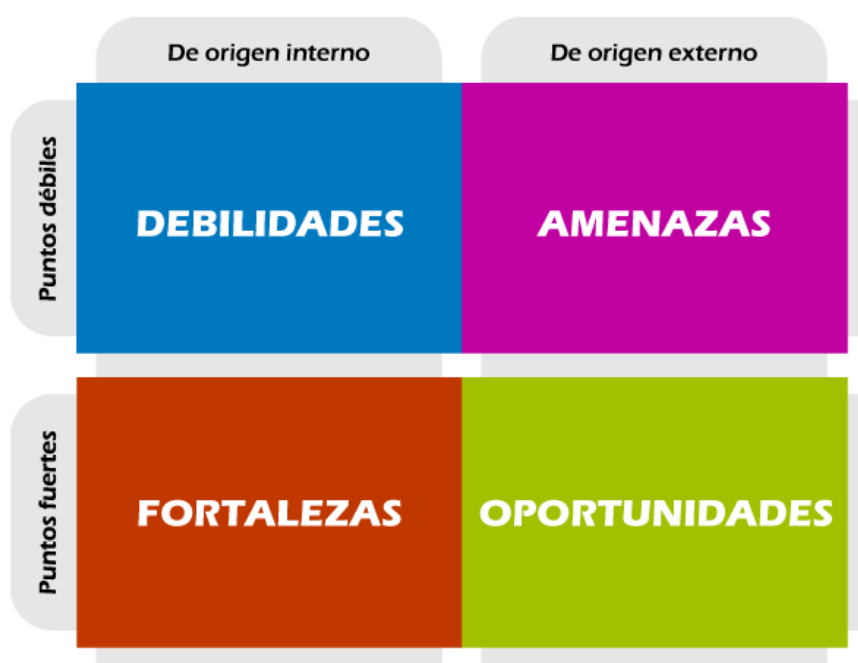 De origen interno
De origen externo
Puntos débiles
DEBILIDADES
AMENAZAS
Puntos fuertes
FORTALEZAS
OPORTUNIDADES